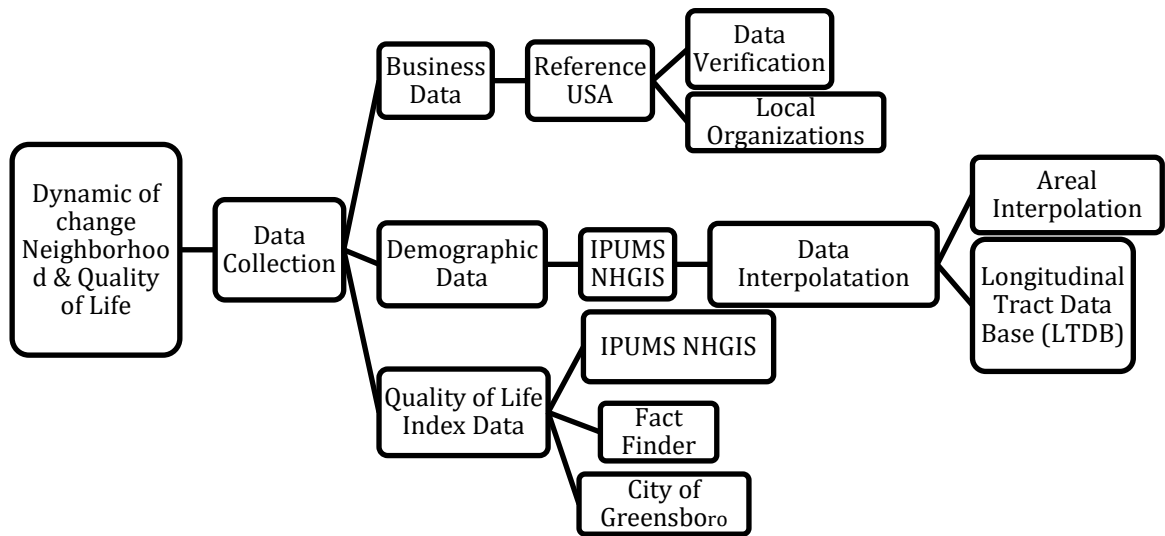 Dynamic of
change
Neighborhoo
d & Quality
of Life
Data
Collection
Business
Data
Reference
USA
Data
Verification
Local
Organizations
Demographic
Data
IPUMS
NHGIS
Data
Interpolatation
Areal
Interpolation
Longitudinal
Tract Data
Base (LTDB)
Quality of Life
Index Data
IPUMS NHGIS
Fact
Finder
City of
Greensboro